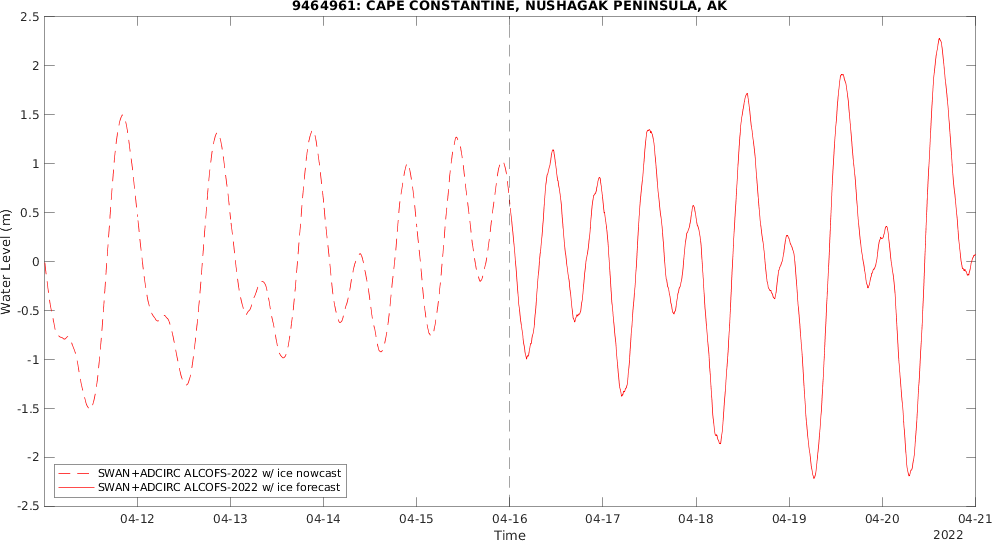 9464961: CAPE CONSTANTINE, NUSHAGAK PENINSULA, AK
2.5
2
1.5
1
0.5
0
-0.5
-1
-1.5
-2
-2.5
Water Level (m)
SWAN+ADCIRC ALCOFS-2022 w/ ice nowcast
SWAN+ADCIRC ALCOFS-2022 w/ ice forecast
04-12 04-13 04-14 04-15 04-16 04-17 04-18 04-19 04-20 04-21
Time
2022